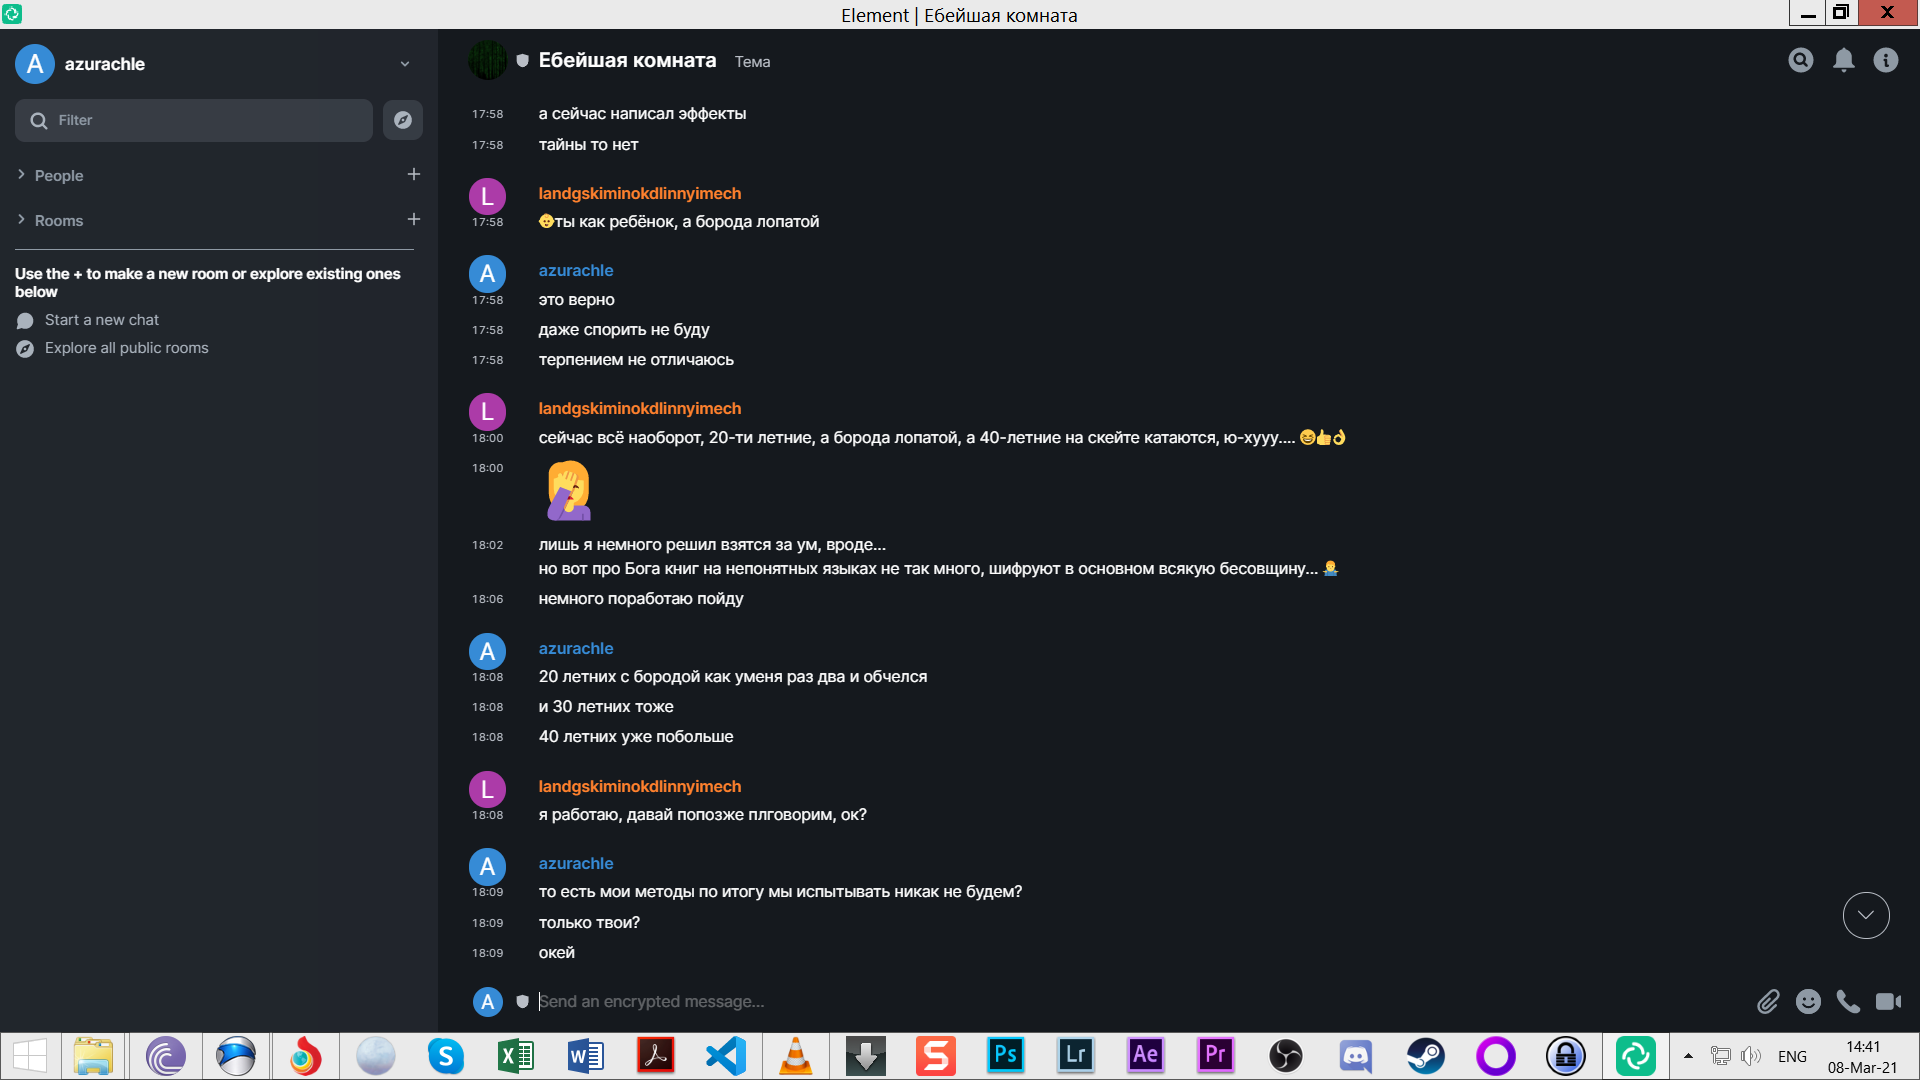 Element | Ебейшая комната
A azurachle
Filter
People
Rooms
Use the + to make a new room or explore existing ones
below
Start a new chat
Explore all public rooms
Ебейшая комната Тема
17:58 а сейчас написал эффекты
17:58 тайны то нет
L landgskiminokdlinnyimech
17:58 👶ты как ребёнок, а борода лопатой
A azurachle
17:58 это верно
17:58 даже спорить не буду
17:58 терпением не отличаюсь
L landgskiminokdlinnyimech
18:00 сейчас всё наоборот, 20-ти летние, а борода лопатой, а 40-летние на скейте катаются, ю-хууу.... 😆👍👌
18:00 🤦‍♀️
18:02 лишь я немного решил взятся за ум, вроде...
но вот про Бога книг на непонятных языках не так много, шифруют в основном всякую бесовщину... 🤷‍♂️
18:06 немного поработаю пойду
A azurachle
18:08 20 летних с бородой как уменя раз два и обчелся
18:08 и 30 летних тоже
18:08 40 летних уже побольше
L landgskiminokdlinnyimech
18:08 я работаю, давай попозже плговорим, ок?
A azurachle
18:09 то есть мои методы по итогу мы испытывать никак не будем?
18:09 только твои?
18:09 окей
A Send an encrypted message...
S X W Ps Lr Ae Pr ENG 14:41
08-Mar-21